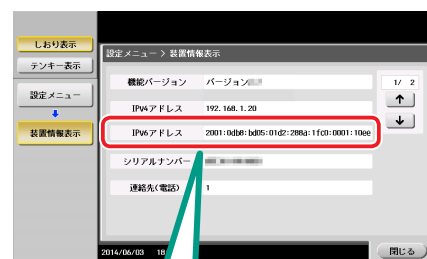 しおり表示
テンキー表示
設定メニュー
装置情報表示
設定メニュー > 装置情報表示
機能バージョン バージョン
1/ 2
IPv4アドレス 192.168.1.20
IPv6アドレス 2001:0db8:bd05:01d2:288a:1fc0:0001:10ee
シリアルナンバー
連絡先(電話) 1
2014/06/03 18
閉じる